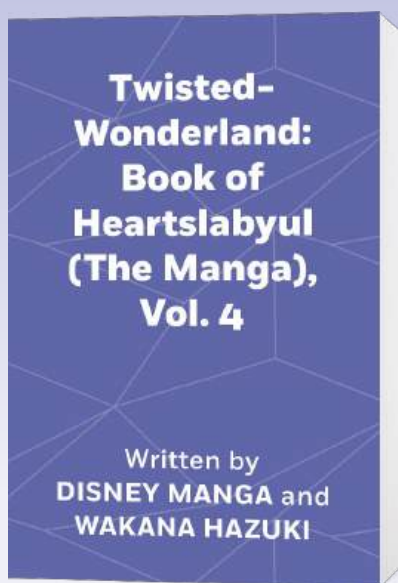 Twisted-
Wonderland:
Book of
Heartslabyul
(The Manga),
Vol. 4
Written by
DISNEY MANGA and
WAKANA HAZUKI